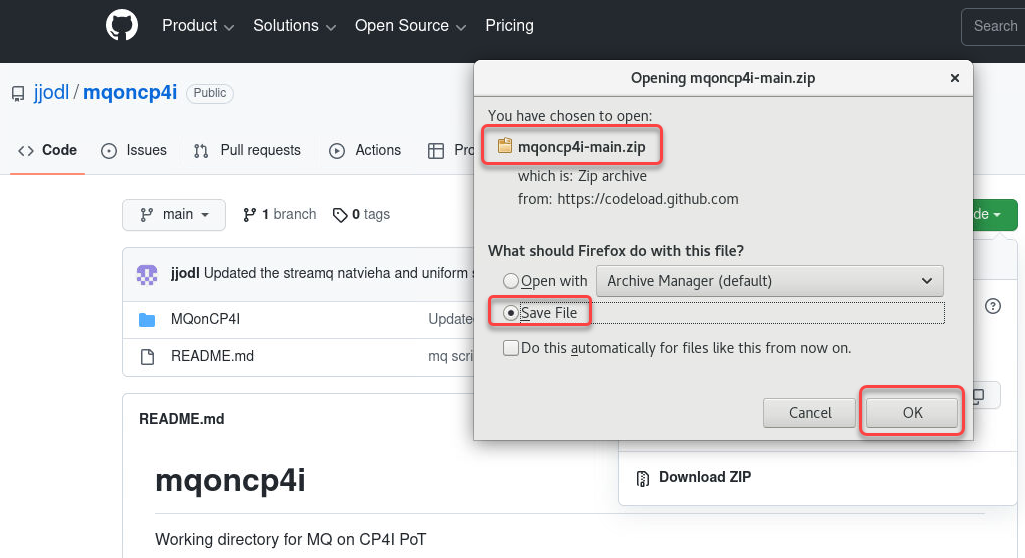 Product Solutions Open Source Pricing Search
jjodl / mqoncp4i Public
Code Issues Pull requests Actions
main 1 branch 0 tags
jjodl Updated the streamq natvieha and uniform
MQonCP4I
README.md mq
README.md
mqoncp4i
Working directory for MQ on CP4I PoT
Opening mqoncp4i-main.zip
You have chosen to open:
mqoncp4i-main.zip
which is: Zip archive
from: https://codeload.github.com
What should Firefox do with this file?
Open with Archive Manager (default)
Save File
Do this automatically for files like this from now on.
Cancel OK
Download ZIP